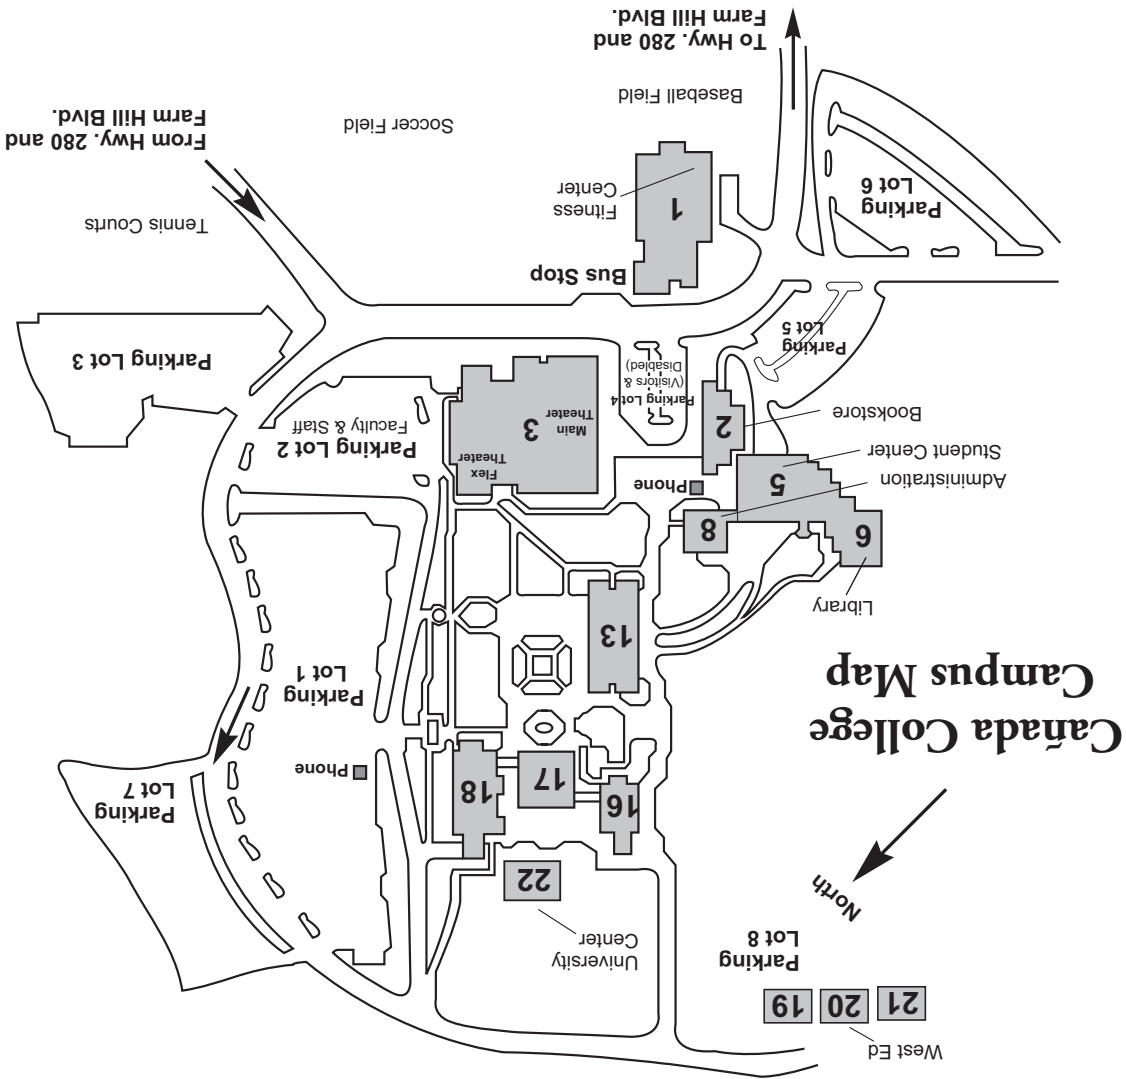 West Ed
21
20
19
Parking
Lot 8
University
Center
North
22
Parking
Lot 7
16
17
18
Phone
Cañada College
Campus Map
Parking
Lot 1
13
Library
9
8
Administration
Student Center
5
Phone
Bookstore
2
Flex
Theater
Main
Theater
3
Parking Lot 2
Faculty & Staff
Parking Lot 4
(Visitors &
Disabled)
Parking
Lot 5
Parking Lot 3
Bus Stop
Parking
Lot 6
1
Fitness
Center
Tennis Courts
Soccer Field
Baseball Field
From Hwy. 280 and
Farm Hill Blvd.
To Hwy. 280 and
Farm Hill Blvd.